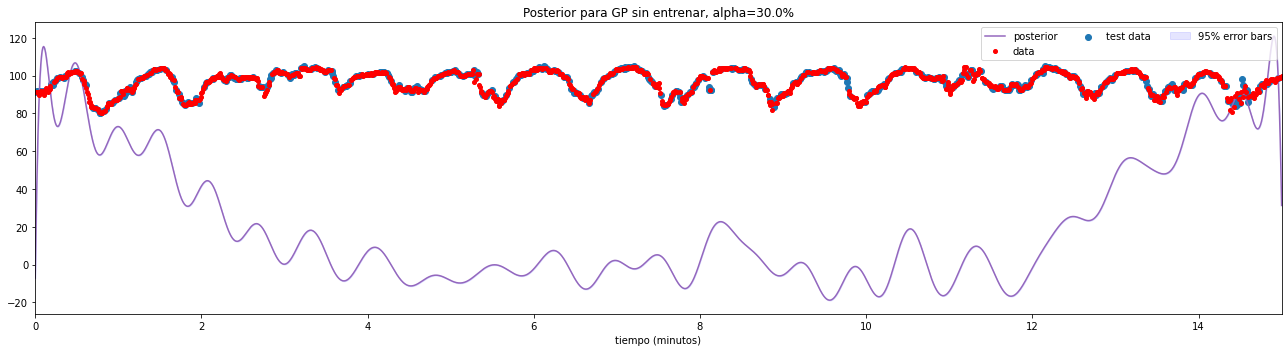 Posterior para GP sin entrenar, alpha=30.0%
posterior
data
test data
95% error bars
120
100
80
60
40
20
0
−20
0 2 4 6 8 10 12 14
tiempo (minutos)